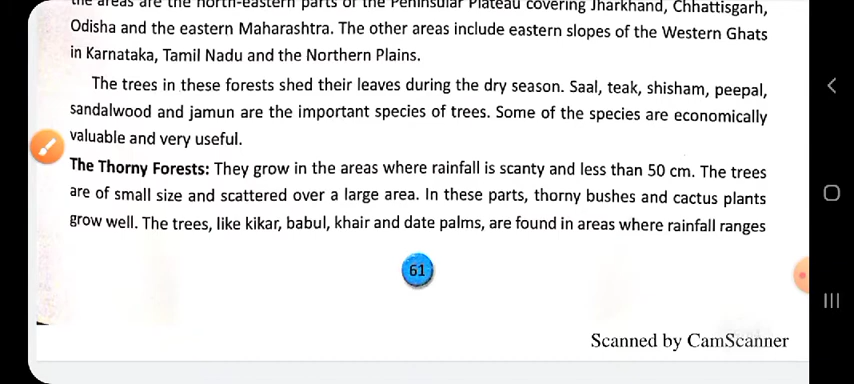 the areas are the north-eastern parts of the Peninsular Plateau covering Jharkhand, Chhattisgarh,
Odisha and the eastern Maharashtra. The other areas include eastern slopes of the Western Ghats
in Karnataka, Tamil Nadu and the Northern Plains.
The trees in these forests shed their leaves during the dry season. Saal, teak, shisham, peepal,
sandalwood and jamun are the important species of trees. Some of the species are economically
valuable and very useful.
The Thorny Forests: They grow in the areas where rainfall is scanty and less than 50 cm. The trees
are of small size and scattered over a large area. In these parts, thorny bushes and cactus plants
grow well. The trees, like kikar, babul, khair and date palms, are found in areas where rainfall ranges
61
Scanned by CamScanner